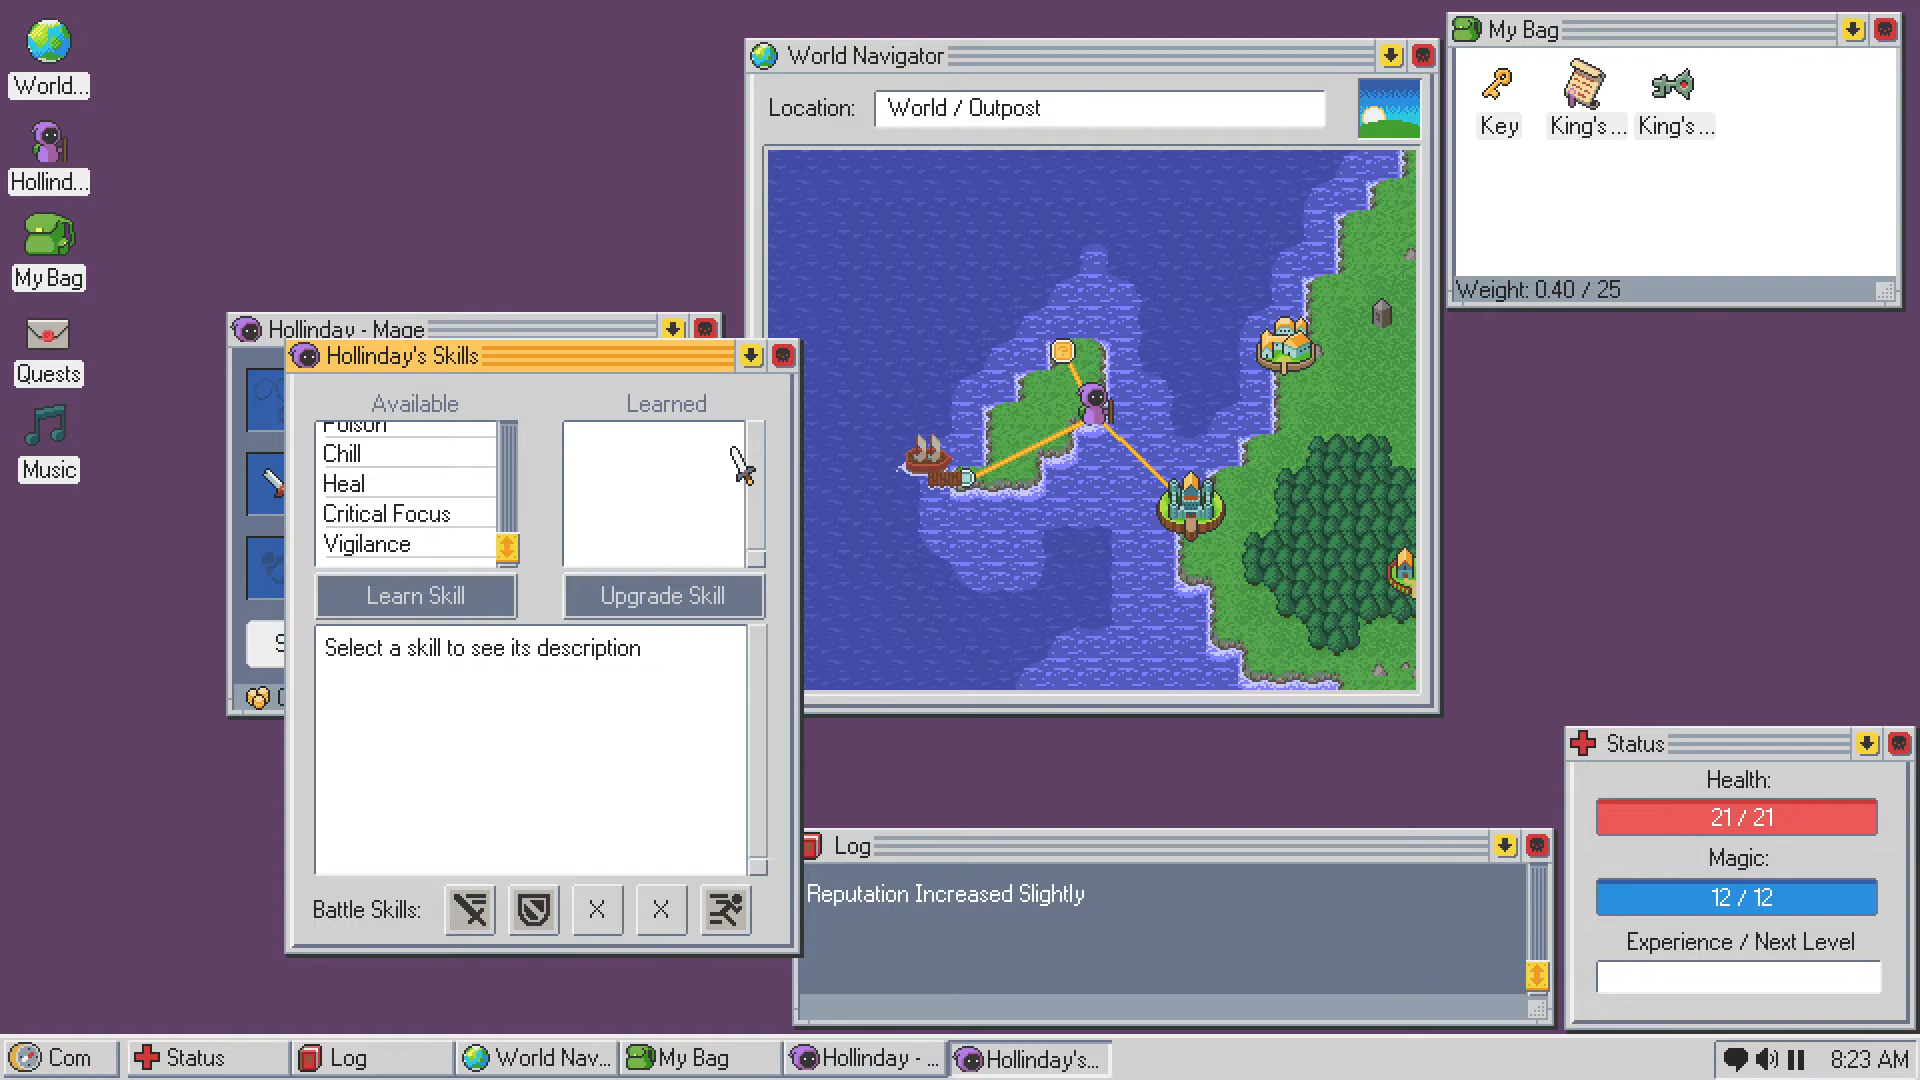 World...
Hollind...
My Bag
Quests
Music
World Navigator
Location:
World / Outpost
My Bag
Key
King's ...
King's ...
Weight: 0.40 / 25
Hollinday - Mage
Hollinday's Skills
Available
Learned
Poison
Chill
Heal
Critical Focus
Vigilance
Learn Skill
Upgrade Skill
Select a skill to see its description
Battle Skills:
X
X
Log
Reputation Increased Slightly
Status
Health:
21 / 21
Magic:
12 / 12
Experience / Next Level
Com
Status
Log
World Nav...
My Bag
Hollinday - ...
Hollinday's...
8:23 AM